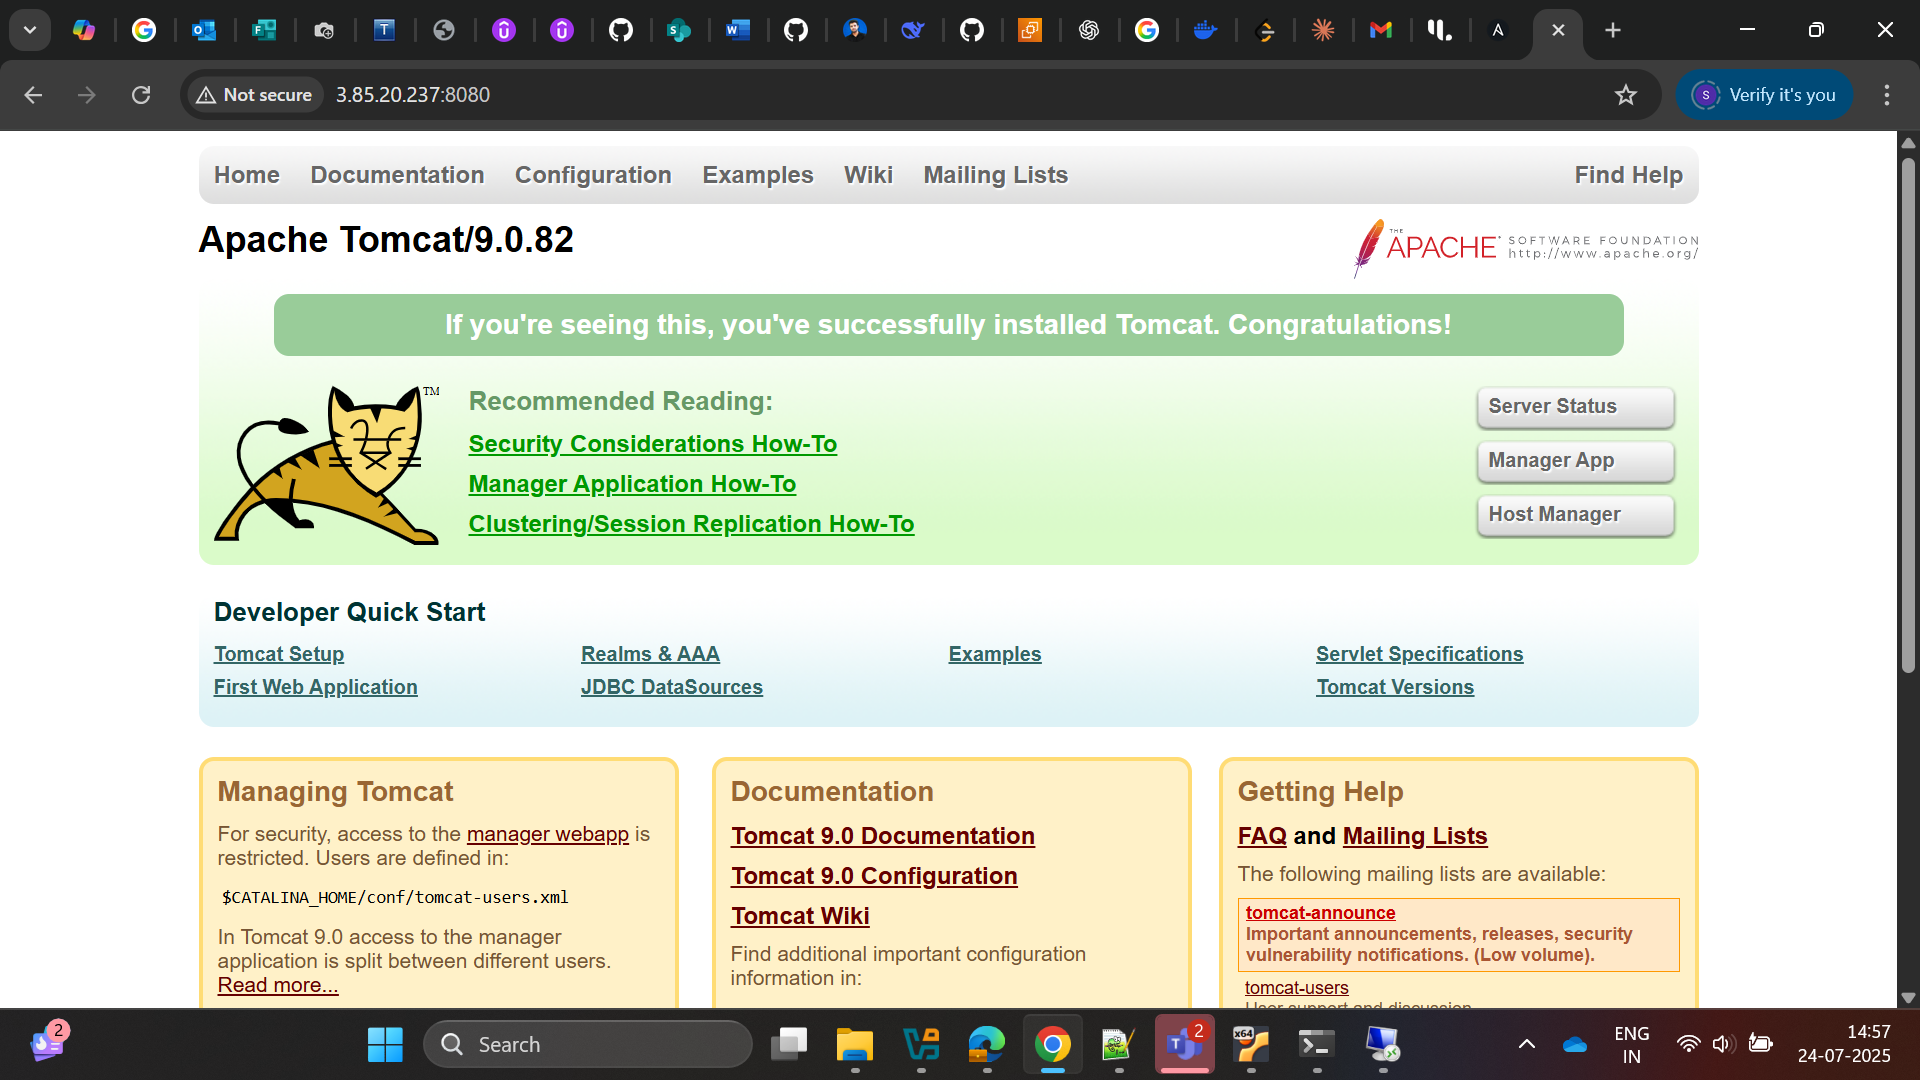 Not secure
3.85.20.237:8080
Verify it's you
Home Documentation Configuration Examples Wiki Mailing Lists Find Help
Apache Tomcat/9.0.82
THE APACHE SOFTWARE FOUNDATION
http://www.apache.org/
If you're seeing this, you've successfully installed Tomcat. Congratulations!
TM
Recommended Reading:
Security Considerations How-To
Manager Application How-To
Clustering/Session Replication How-To
Server Status
Manager App
Host Manager
Developer Quick Start
Tomcat Setup
First Web Application
Realms & AAA
JDBC DataSources
Examples
Servlet Specifications
Tomcat Versions
Managing Tomcat
For security, access to the manager webapp is
restricted. Users are defined in:
$CATALINA_HOME/conf/tomcat-users.xml
In Tomcat 9.0 access to the manager
application is split between different users.
Read more...
Documentation
Tomcat 9.0 Documentation
Tomcat 9.0 Configuration
Tomcat Wiki
Find additional important configuration
information in:
Getting Help
FAQ and Mailing Lists
The following mailing lists are available:
tomcat-announce
Important announcements, releases, security
vulnerability notifications. (Low volume).
tomcat-users
User support and discussion
2
Search
2
ENG
IN
14:57
24-07-2025